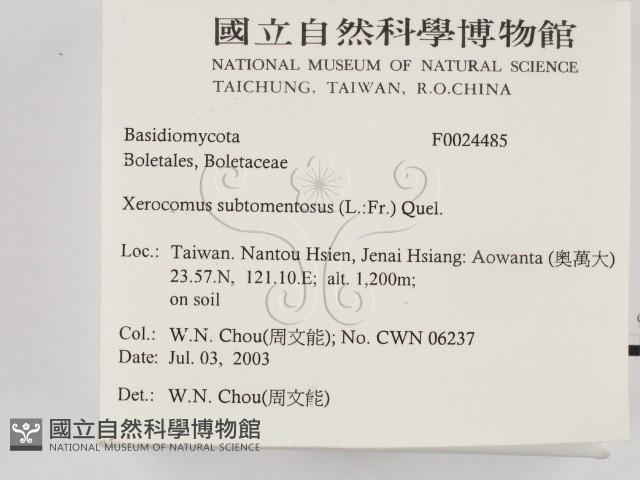 國立自然科學博物館
NATIONAL MUSEUM OF NATURAL SCIENCE
TAICHUNG, TAIWAN, R.O.CHINA
Basidiomycota F0024485
Boletales, Boletaceae
Xerocomus subtomentosus (L.:Fr.) Quel.
Loc.: Taiwan. Nantou Hsien, Jenai Hsiang: Aowanta (奧萬大)
23.57.N, 121.10.E; alt. 1,200m;
on soil
Col.: W.N. Chou(周文能); No. CWN 06237
Date: Jul. 03, 2003
Det.: W.N. Chou(周文能)
國立自然科學博物館
NATIONAL MUSEUM OF NATURAL SCIENCE